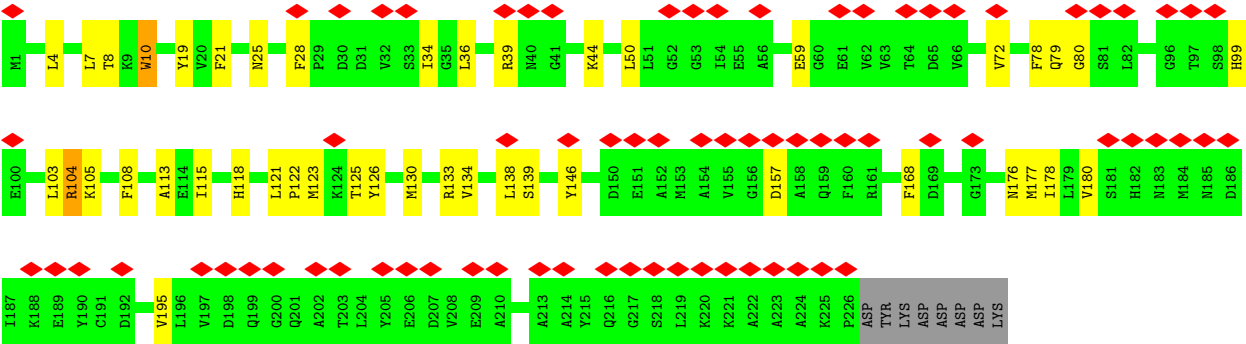 M1 L4 L7 T8 K9 W10 Y19 V20 F21 N25 F28 P29 D30 D31 V32 S33 I34 G35 L36 R39 N40 G41 K44 L50 L51 G52 G53 I54 E55 A56 E59 G60 E61 V62 V63 T64 D65 V66 V72 F78 Q79 G80 S81 L82 G96 T97 S98 H99
E100 L103 R104 K105 F108 A113 E114 I115 H118 L121 P122 M123 K124 T125 Y126 M130 R133 V134 L138 S139 Y146 D150 E151 A152 M153 A154 V155 G156 D157 A158 Q159 F160 R161 F168 D169 G173 N176 M177 I178 L179 V180 S181 H182 N183 M184 N185 D186
I187 K188 E189 Y190 C191 D192 V195 L196 V197 D198 Q199 G200 Q201 A202 T203 L204 Y205 E206 D207 V208 E209 A210 A213 A214 Y215 Q216 G217 S218 L219 K220 K221 A222 A223 A224 K225 P226 ASP TYR LYS ASP ASP ASP ASP LYS